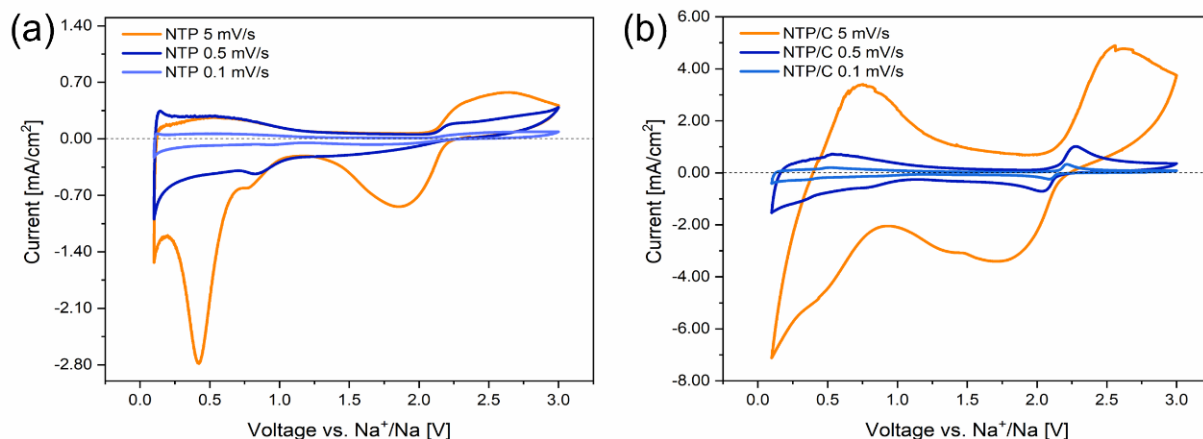 (a)
NTP 5 mV/s
NTP 0.5 mV/s
NTP 0.1 mV/s
1.40
0.70
0.00
-0.70
-1.40
-2.10
-2.80
Current [mA/cm²]
0.0 0.5 1.0 1.5 2.0 2.5 3.0
Voltage vs. Na⁺/Na [V]
(b)
NTP/C 5 mV/s
NTP/C 0.5 mV/s
NTP/C 0.1 mV/s
6.00
4.00
2.00
0.00
-2.00
-4.00
-6.00
-8.00
Current [mA/cm²]
0.0 0.5 1.0 1.5 2.0 2.5 3.0
Voltage vs. Na⁺/Na [V]